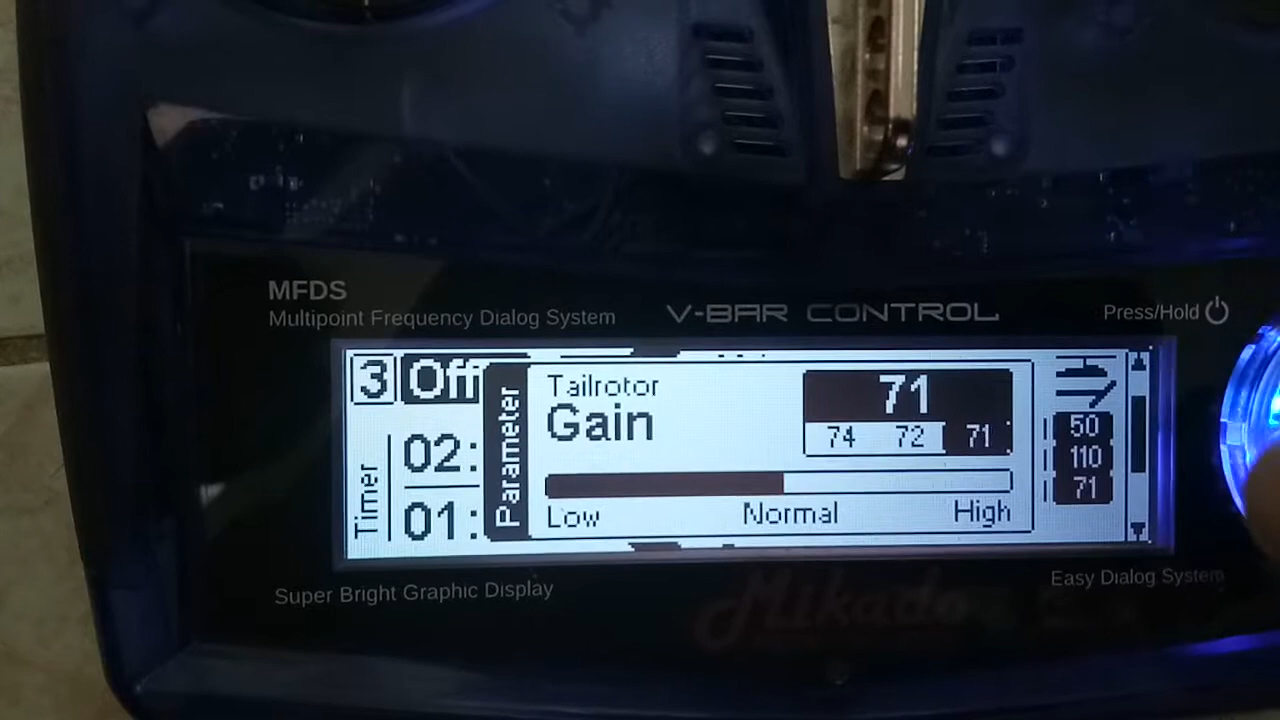 MFDS
Multipoint Frequency Dialog System
V-BAR CONTROL
Press/Hold
3 Off
Timer
02:
01:
Parameter
Tailrotor
Gain
71
74 72 71
Low Normal High
50
110
71
Super Bright Graphic Display
Easy Dialog System
Mikado